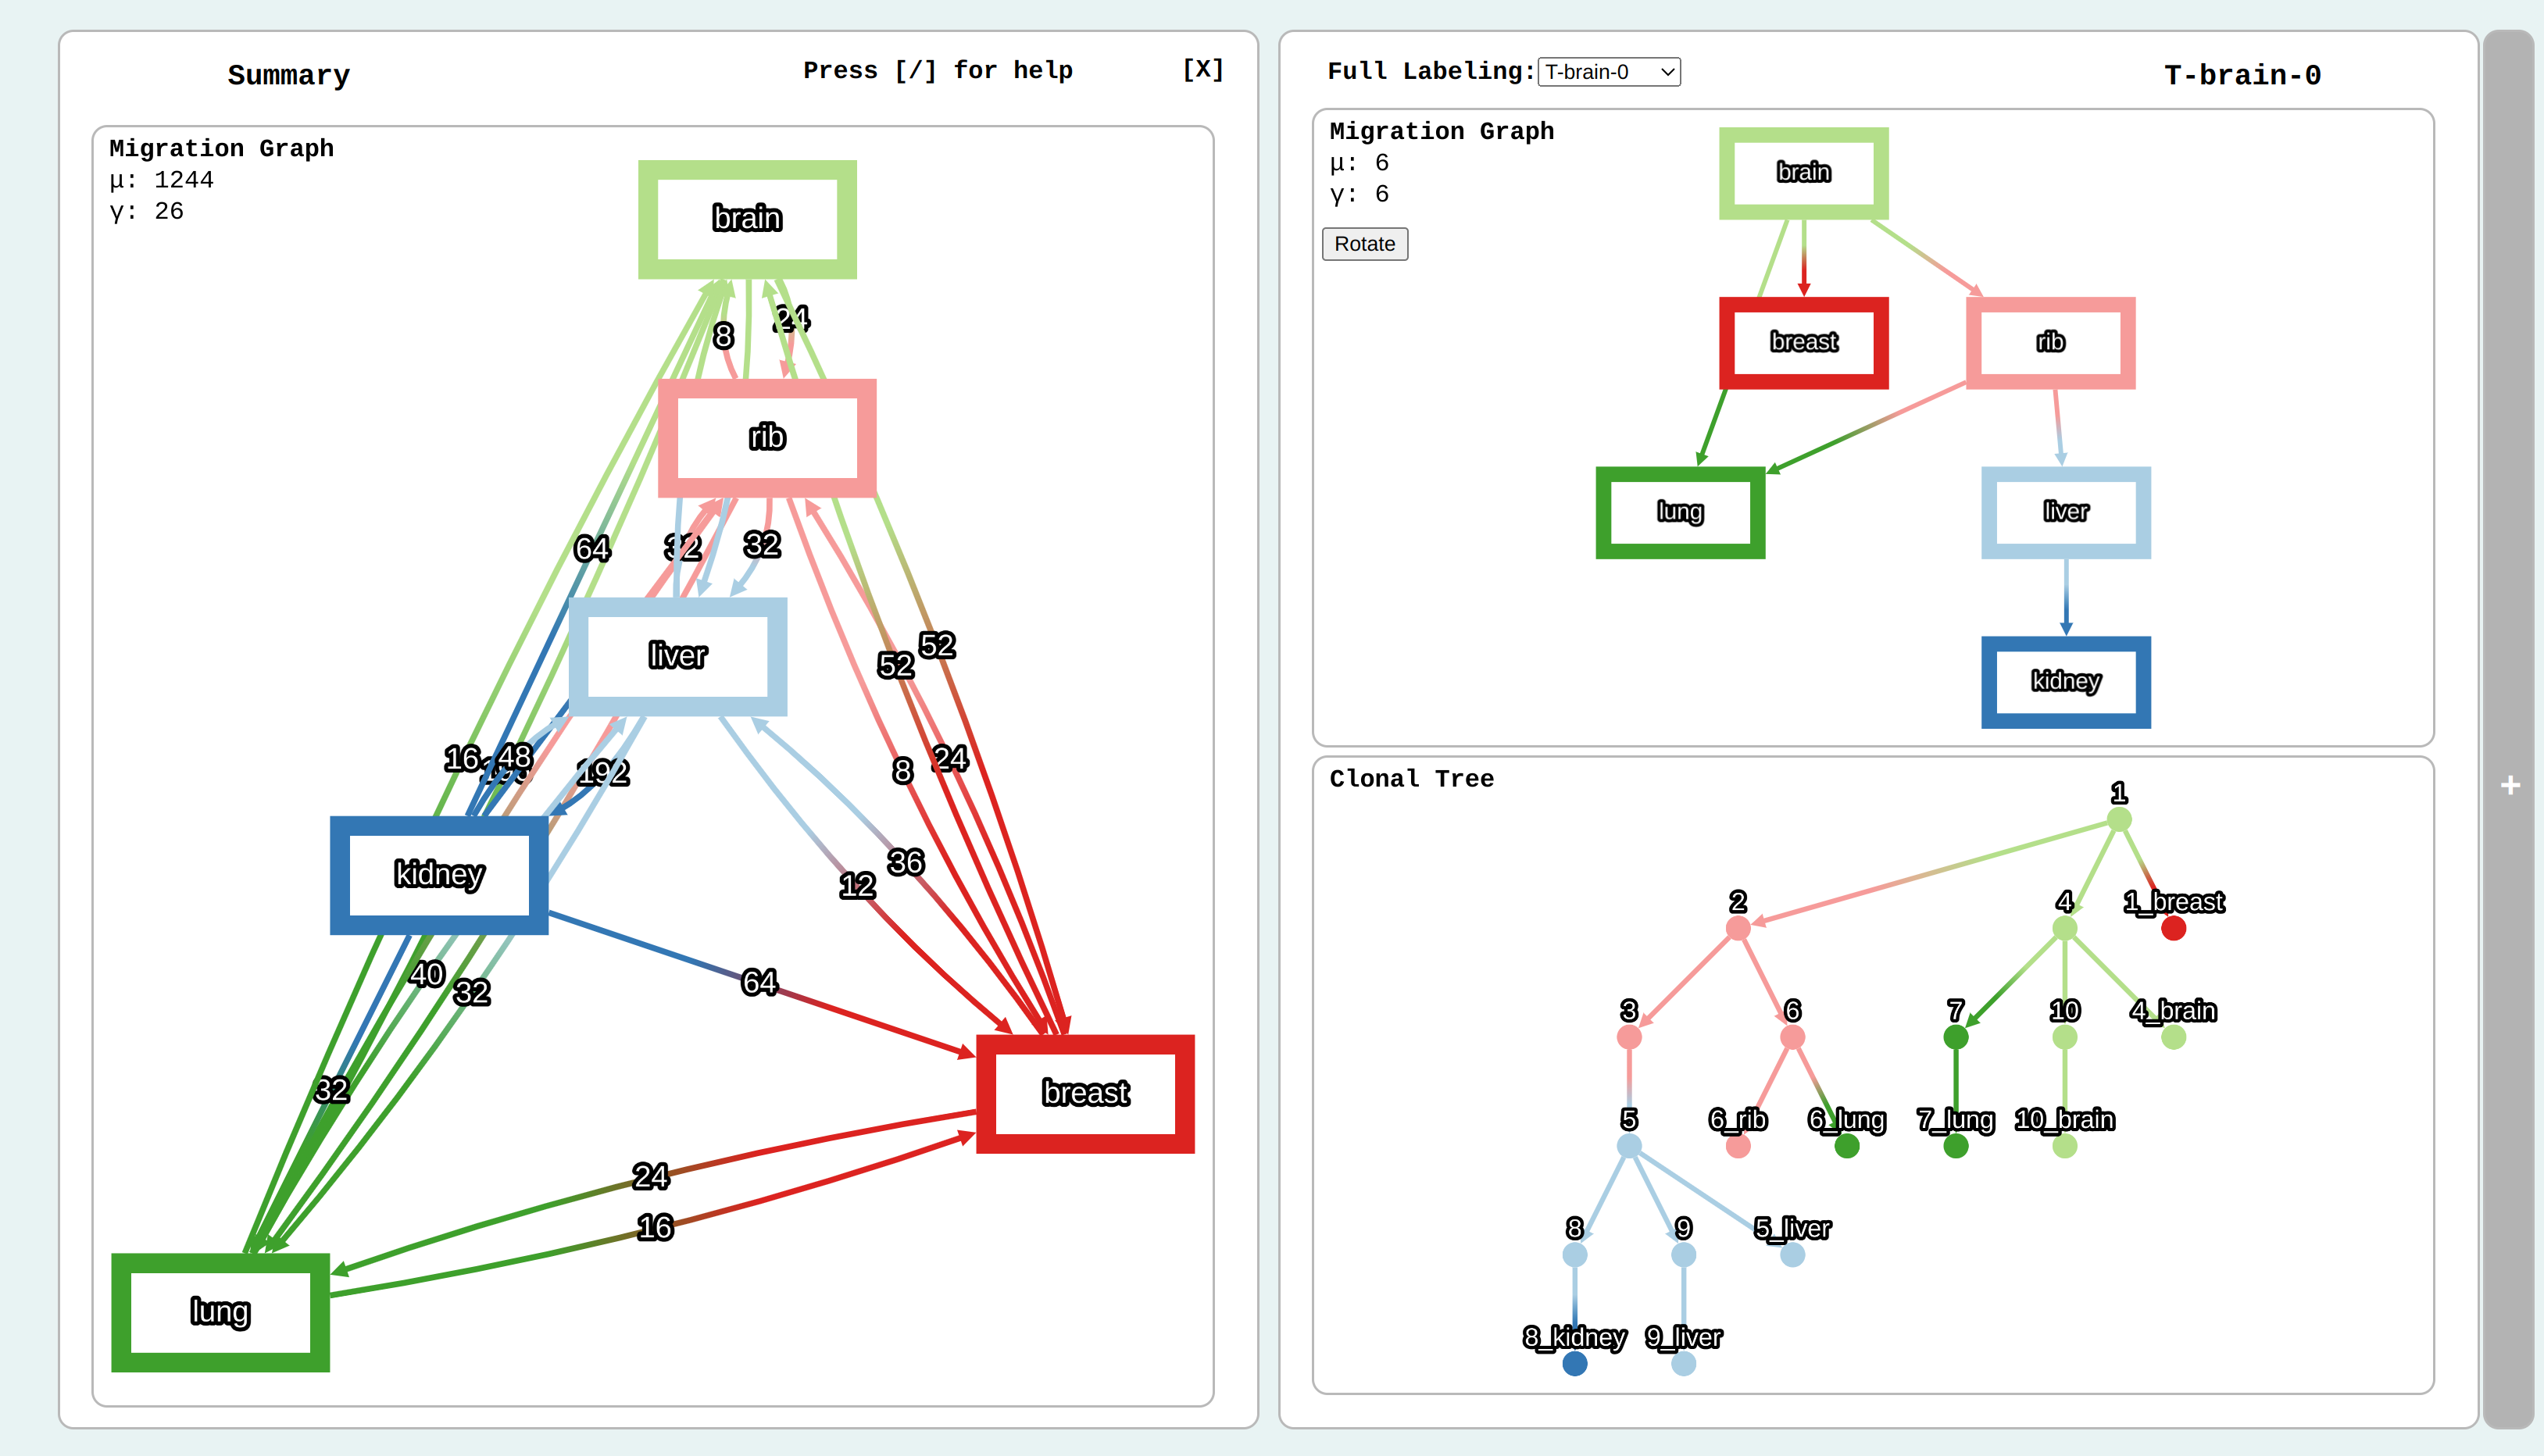 Summary
Press [/] for help
[X]
Migration Graph
μ: 1244
γ: 26
brain
8
24
rib
64
32
32
liver
52
52
16
48
192
8
24
kidney
12
36
40
32
64
32
breast
24
16
lung
Full Labeling:
T-brain-0
T-brain-0
Migration Graph
μ: 6
γ: 6
Rotate
brain
breast
rib
lung
liver
kidney
Clonal Tree
1
2
4
1_breast
3
6
7
10
4_brain
5
6_rib
6_lung
7_lung
10_brain
8
9
5_liver
8_kidney
9_liver
+